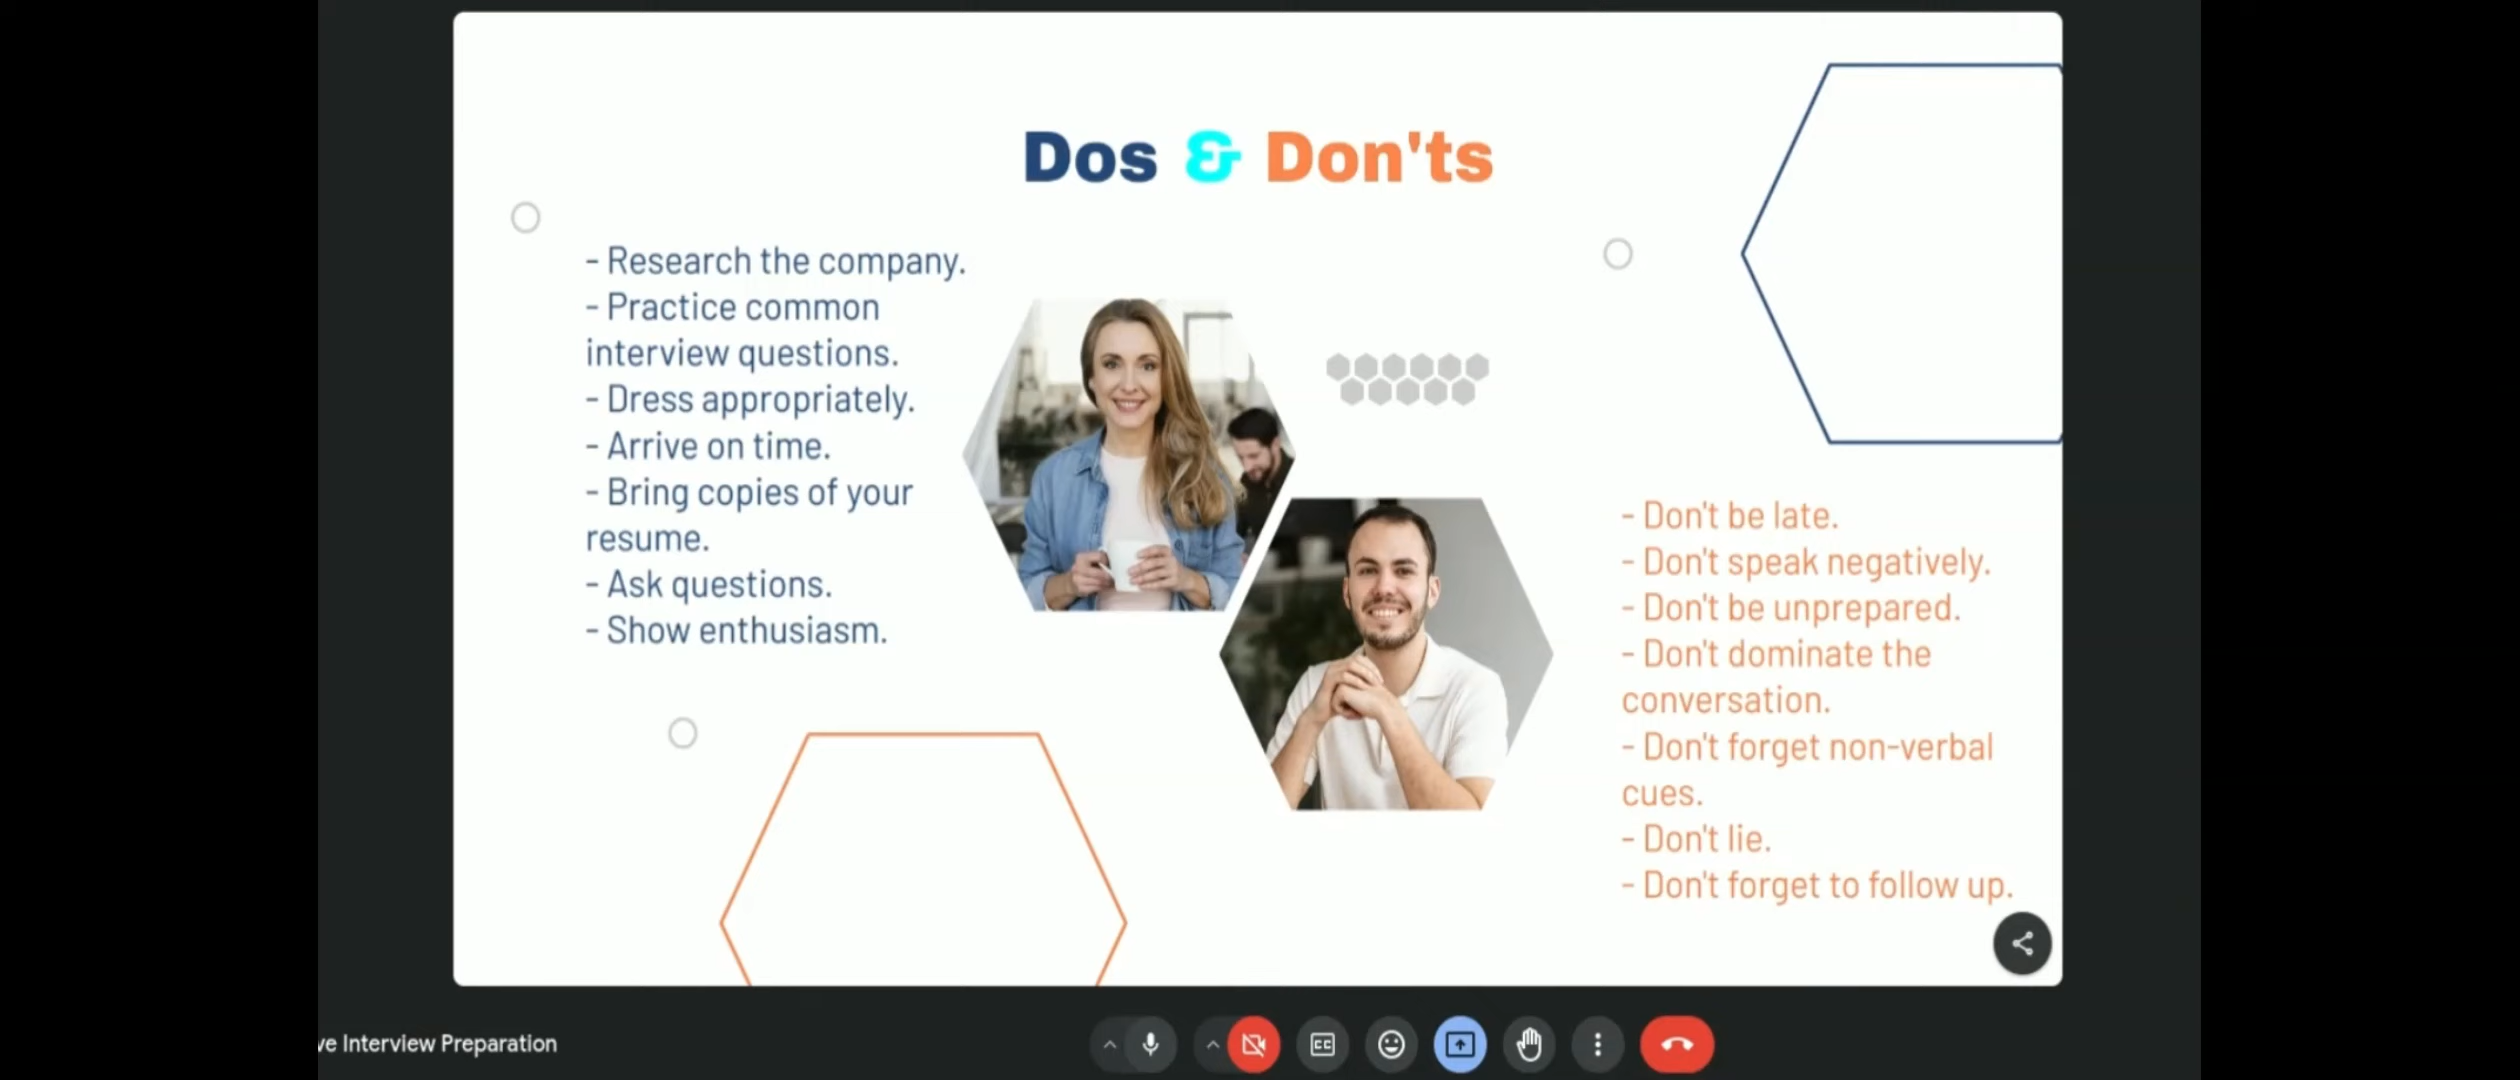 Dos & Don'ts
- Research the company.
- Practice common
interview questions.
- Dress appropriately.
- Arrive on time.
- Bring copies of your
resume.
- Ask questions.
- Show enthusiasm.
- Don't be late.
- Don't speak negatively.
- Don't be unprepared.
- Don't dominate the
conversation.
- Don't forget non-verbal
cues.
- Don't lie.
- Don't forget to follow up.
ve Interview Preparation
CC